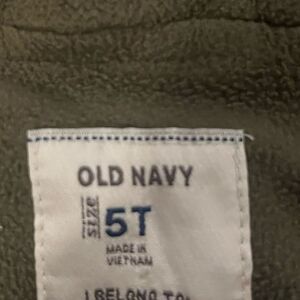 OLD NAVY
size 5T
MADE IN
VIETNAM
I BELONG TO: